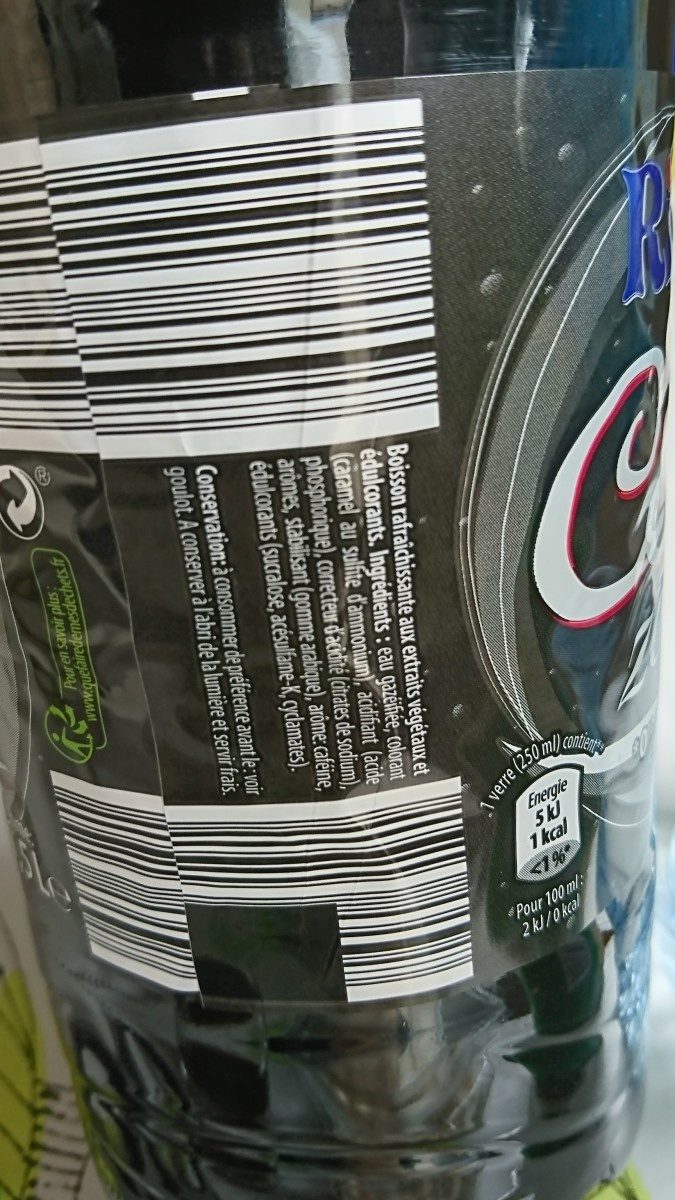 Boisson rafraîchissante aux extraits végétaux et
édulcorants. Ingrédients : eau gazéifiée, colorant
(caramel au sulfite d'ammonium), acidifiant (acide
phosphorique), correcteur d'acidité (citrates de sodium),
arômes, stabilisant (gomme arabique), arôme caféine,
édulcorants (sucralose, acésulfame-K, cyclamates).
Conservation: à consommer de préférence avant le : voir
goulot. A conserver à l'abri de la lumière et servir frais.
Pour en savoir plus :
www.quefairedemesdechets.fr
1 verre (250 ml) contient**
Energie
5 kJ
1 kcal
<1%*
*Pour 100 ml :
2 kJ / 0 kcal